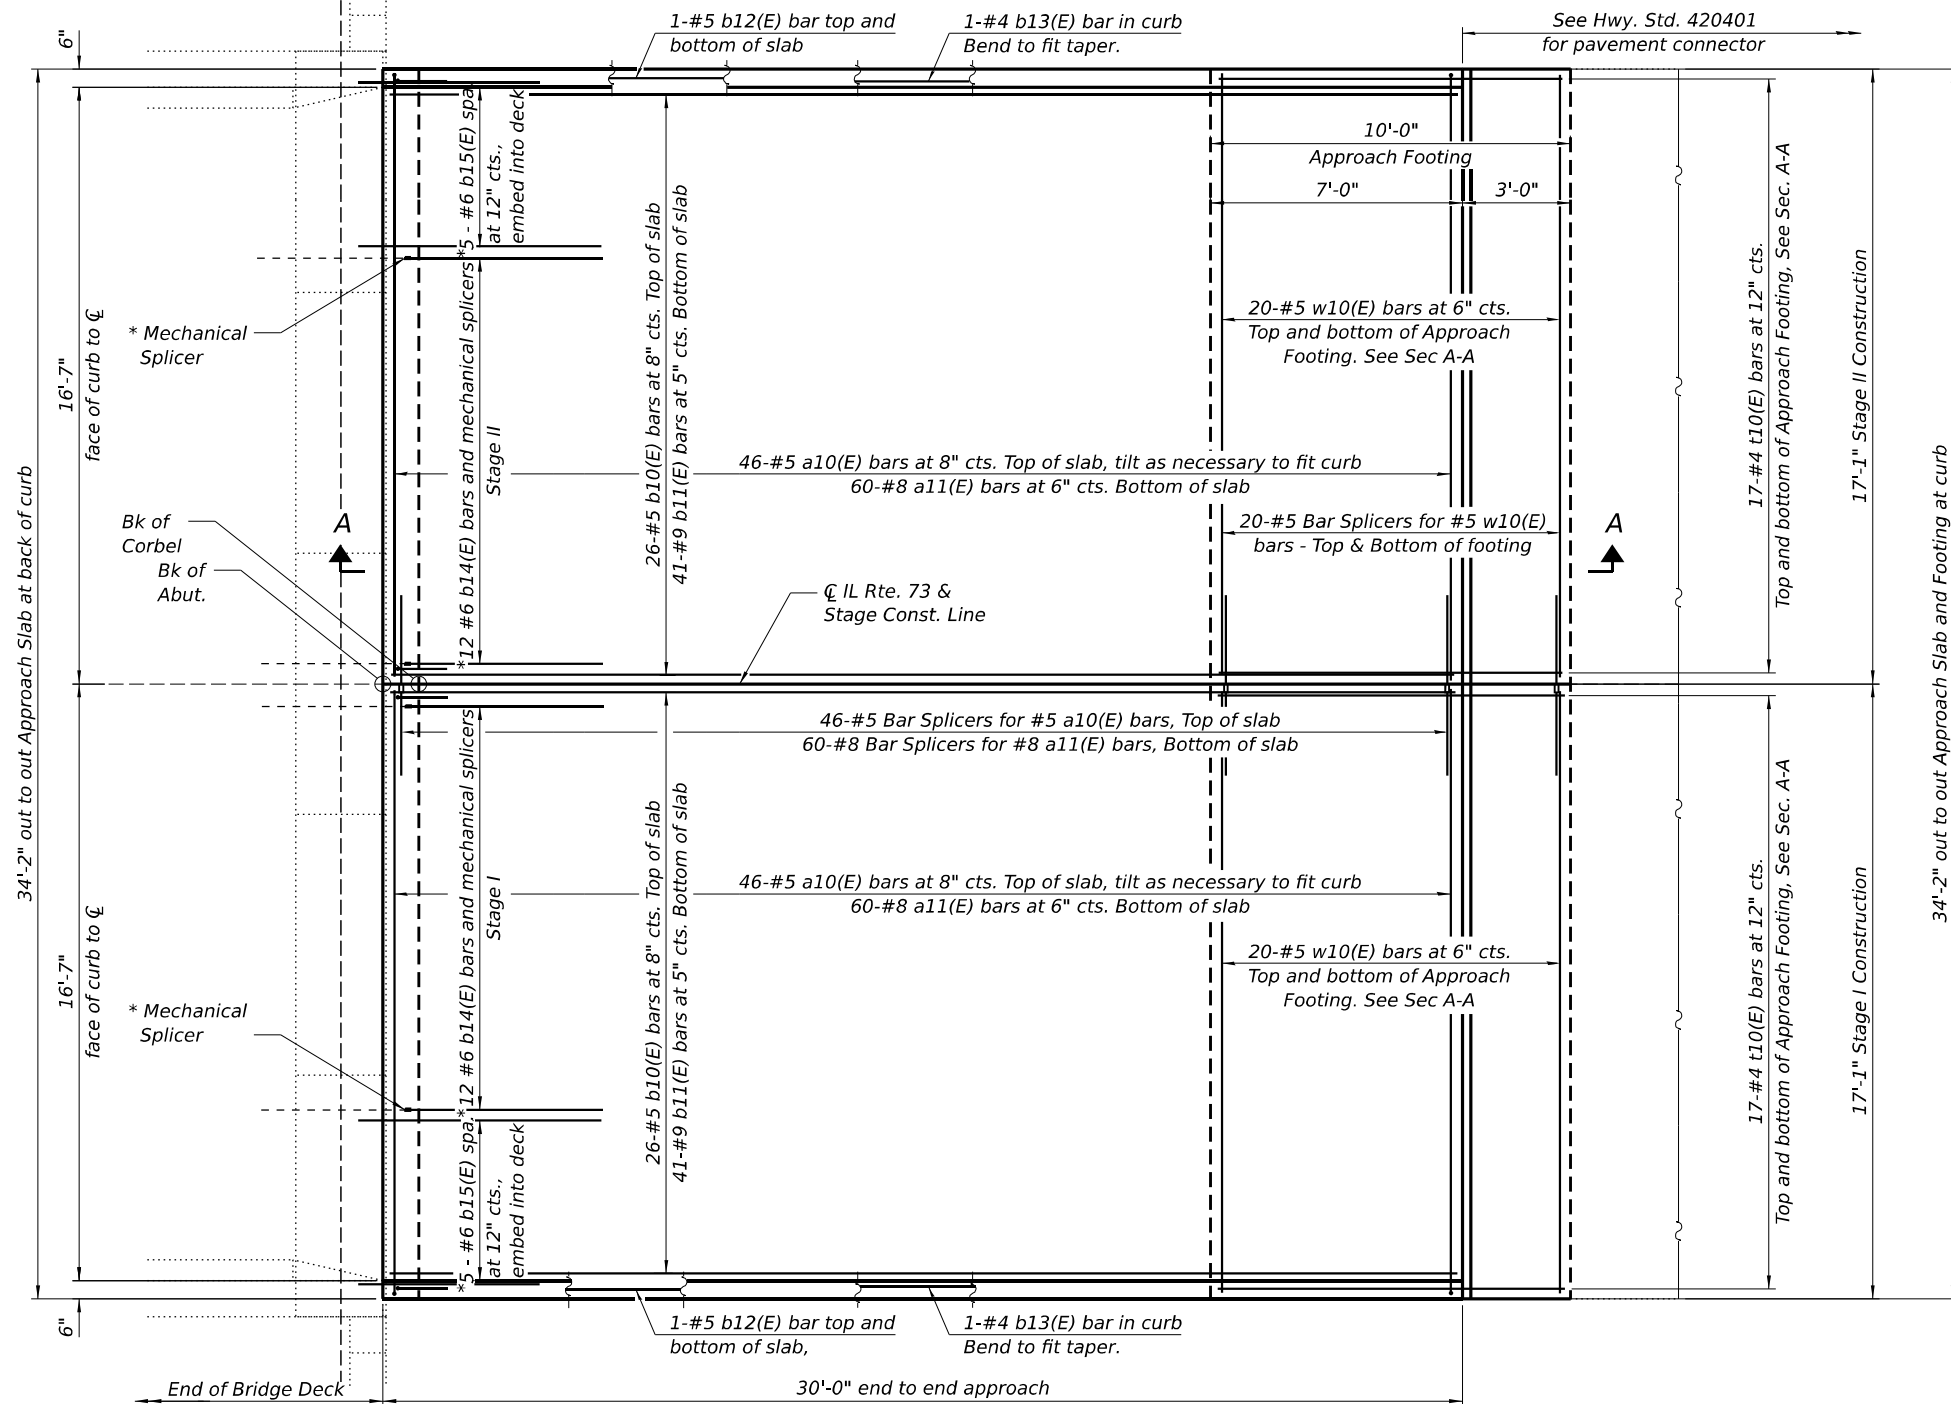 1-#5 b12(E) bar top and
bottom of slab
1-#4 b13(E) bar in curb
Bend to fit taper.
See Hwy. Std. 420401
for pavement connector
6"
10'-0"
Approach Footing
7'-0"
3'-0"
*5 - #6 b15(E) spa.
at 12" cts.,
embed into deck
16'-7"
face of curb to ℄
* Mechanical
Splicer
*12 #6 b14(E) bars and mechanical splicers
Stage II
26-#5 b10(E) bars at 8" cts. Top of slab
41-#9 b11(E) bars at 5" cts. Bottom of slab
20-#5 w10(E) bars at 6" cts.
Top and bottom of Approach
Footing. See Sec A-A
17-#4 t10(E) bars at 12" cts.
Top and bottom of Approach Footing, See Sec. A-A
17'-1" Stage II Construction
46-#5 a10(E) bars at 8" cts. Top of slab, tilt as necessary to fit curb
60-#8 a11(E) bars at 6" cts. Bottom of slab
20-#5 Bar Splicers for #5 w10(E)
bars - Top & Bottom of footing
A
A
Bk of
Corbel
Bk of
Abut.
℄ IL Rte. 73 &
Stage Const. Line
34'-2" out to out Approach Slab at back of curb
34'-2" out to out Approach Slab and Footing at curb
46-#5 Bar Splicers for #5 a10(E) bars, Top of slab
60-#8 Bar Splicers for #8 a11(E) bars, Bottom of slab
16'-7"
face of curb to ℄
* Mechanical
Splicer
*12 #6 b14(E) bars and mechanical splicers
Stage I
26-#5 b10(E) bars at 8" cts. Top of slab
41-#9 b11(E) bars at 5" cts. Bottom of slab
46-#5 a10(E) bars at 8" cts. Top of slab, tilt as necessary to fit curb
60-#8 a11(E) bars at 6" cts. Bottom of slab
20-#5 w10(E) bars at 6" cts.
Top and bottom of Approach
Footing. See Sec A-A
17-#4 t10(E) bars at 12" cts.
Top and bottom of Approach Footing, See Sec. A-A
17'-1" Stage I Construction
*5 - #6 b15(E) spa.
at 12" cts.,
embed into deck
6"
1-#5 b12(E) bar top and
bottom of slab,
1-#4 b13(E) bar in curb
Bend to fit taper.
End of Bridge Deck
30'-0" end to end approach